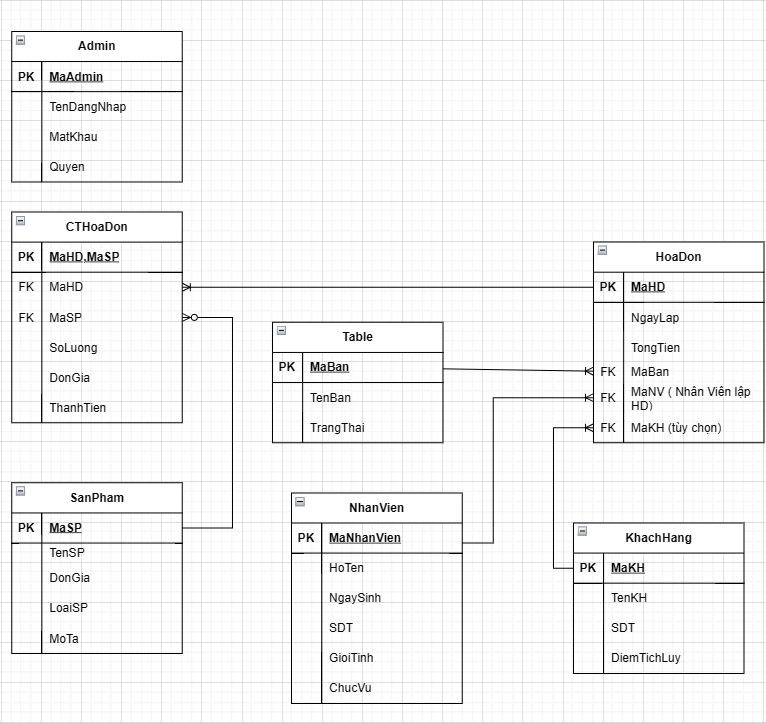 Admin
PK MaAdmin
TenDangNhap
MatKhau
Quyen
CTHoaDon
PK MaHD,MaSP
FK MaHD
FK MaSP
SoLuong
DonGia
ThanhTien
HoaDon
PK MaHD
NgayLap
TongTien
FK MaBan
FK MaNV ( Nhân Viên lập
HD)
FK MaKH (tùy chọn)
Table
PK MaBan
TenBan
TrangThai
SanPham
PK MaSP
TenSP
DonGia
LoaiSP
MoTa
NhanVien
PK MaNhanVien
HoTen
NgaySinh
SDT
GioiTinh
ChucVu
KhachHang
PK MaKH
TenKH
SDT
DiemTichLuy